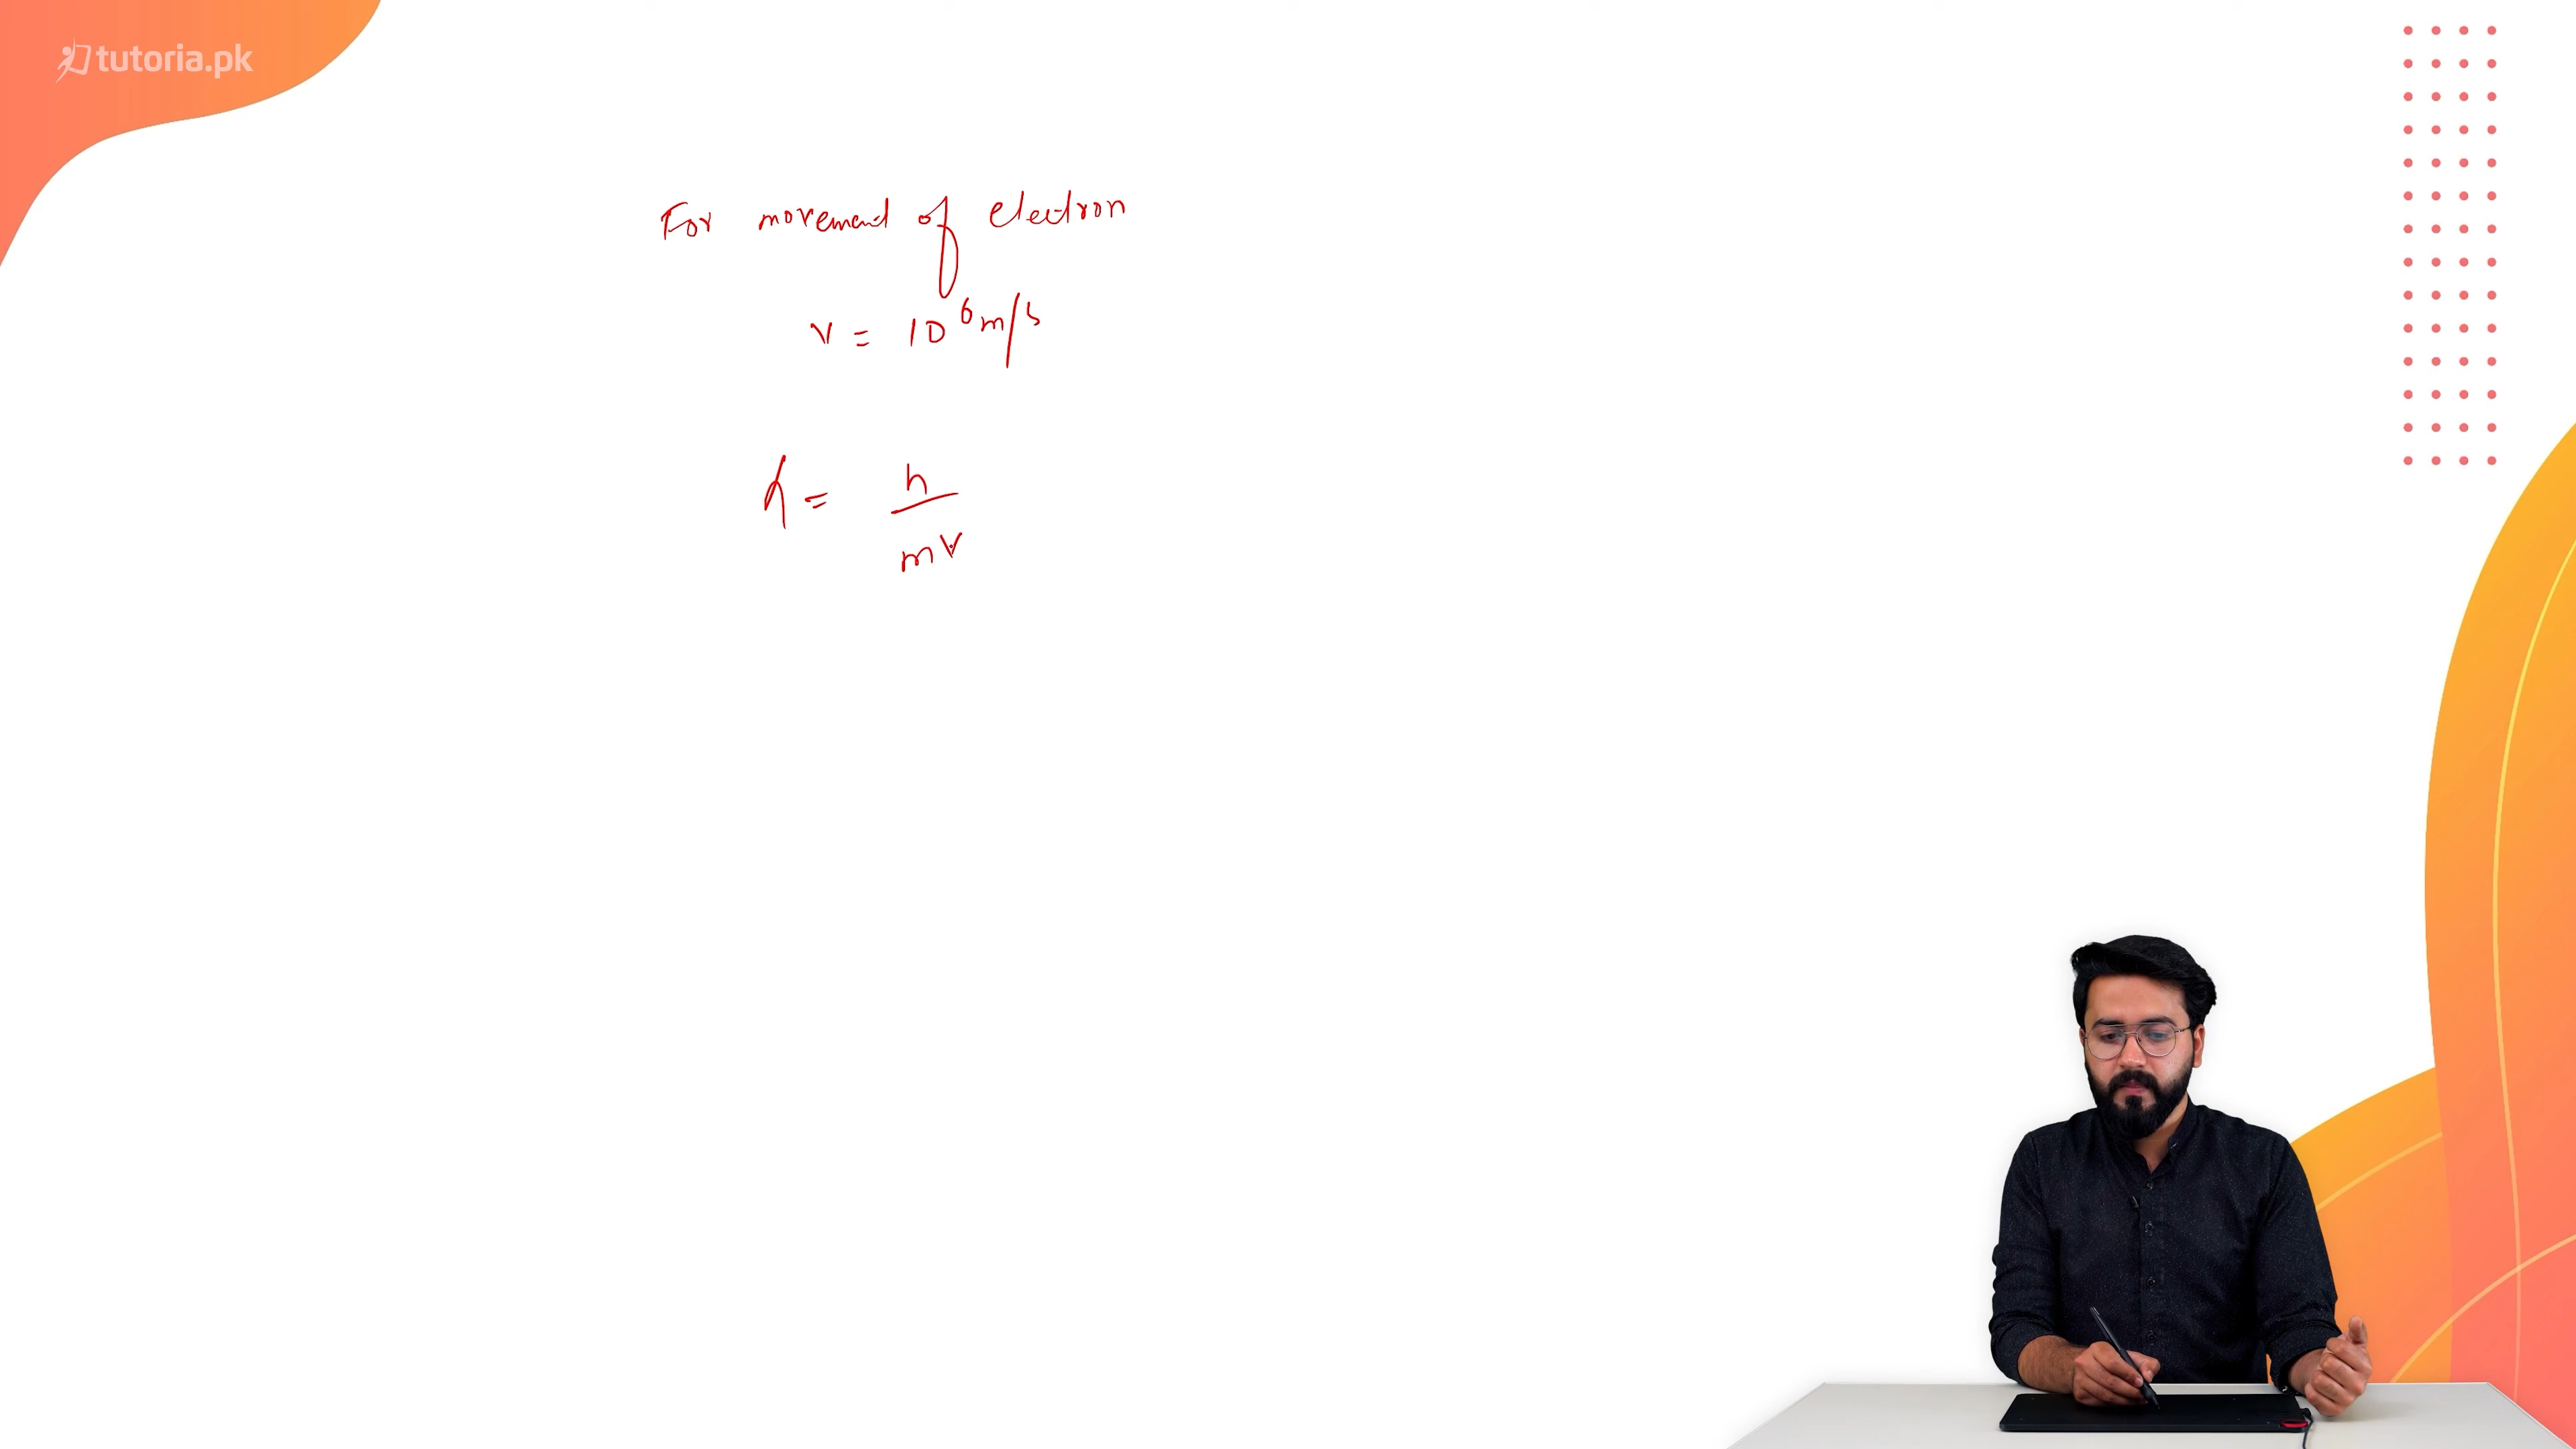 tutoria.pk
For movement of electron
v = 10⁶ m/s
λ = h
mv